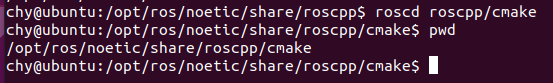 chy@ubuntu:/opt/ros/noetic/share/roscpp$ roscd roscpp/cmake
chy@ubuntu:/opt/ros/noetic/share/roscpp/cmake$ pwd
/opt/ros/noetic/share/roscpp/cmake
chy@ubuntu:/opt/ros/noetic/share/roscpp/cmake$